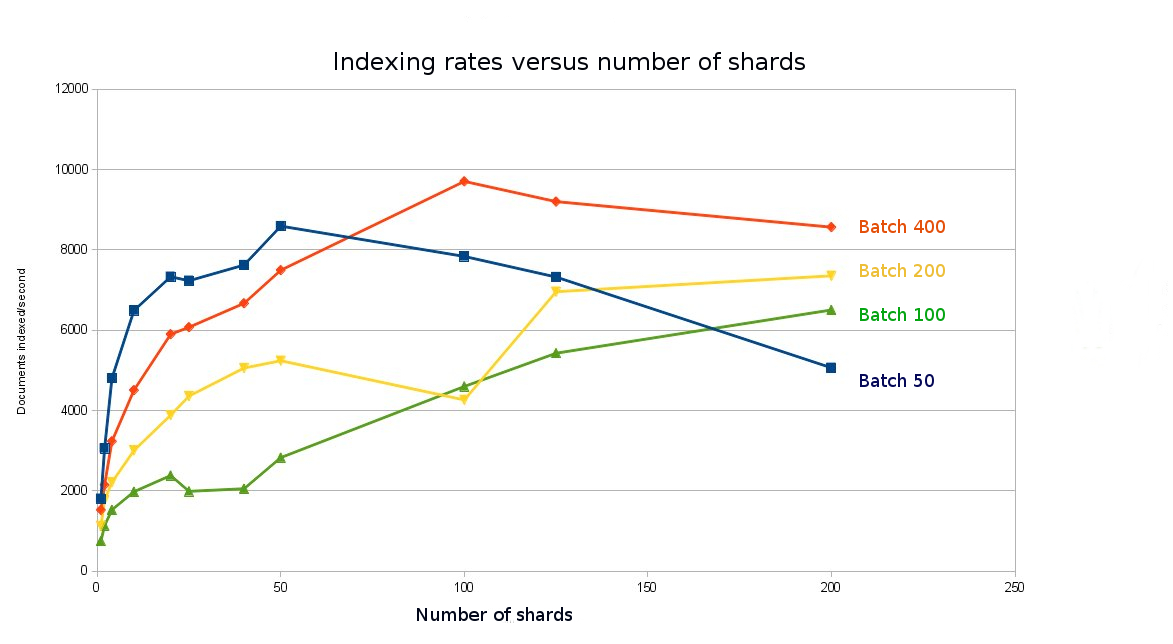 Indexing rates versus number of shards
12000
10000
8000
6000
4000
2000
0
Documents indexed/second
0 50 100 150 200 250
Number of shards
Batch 400
Batch 200
Batch 100
Batch 50